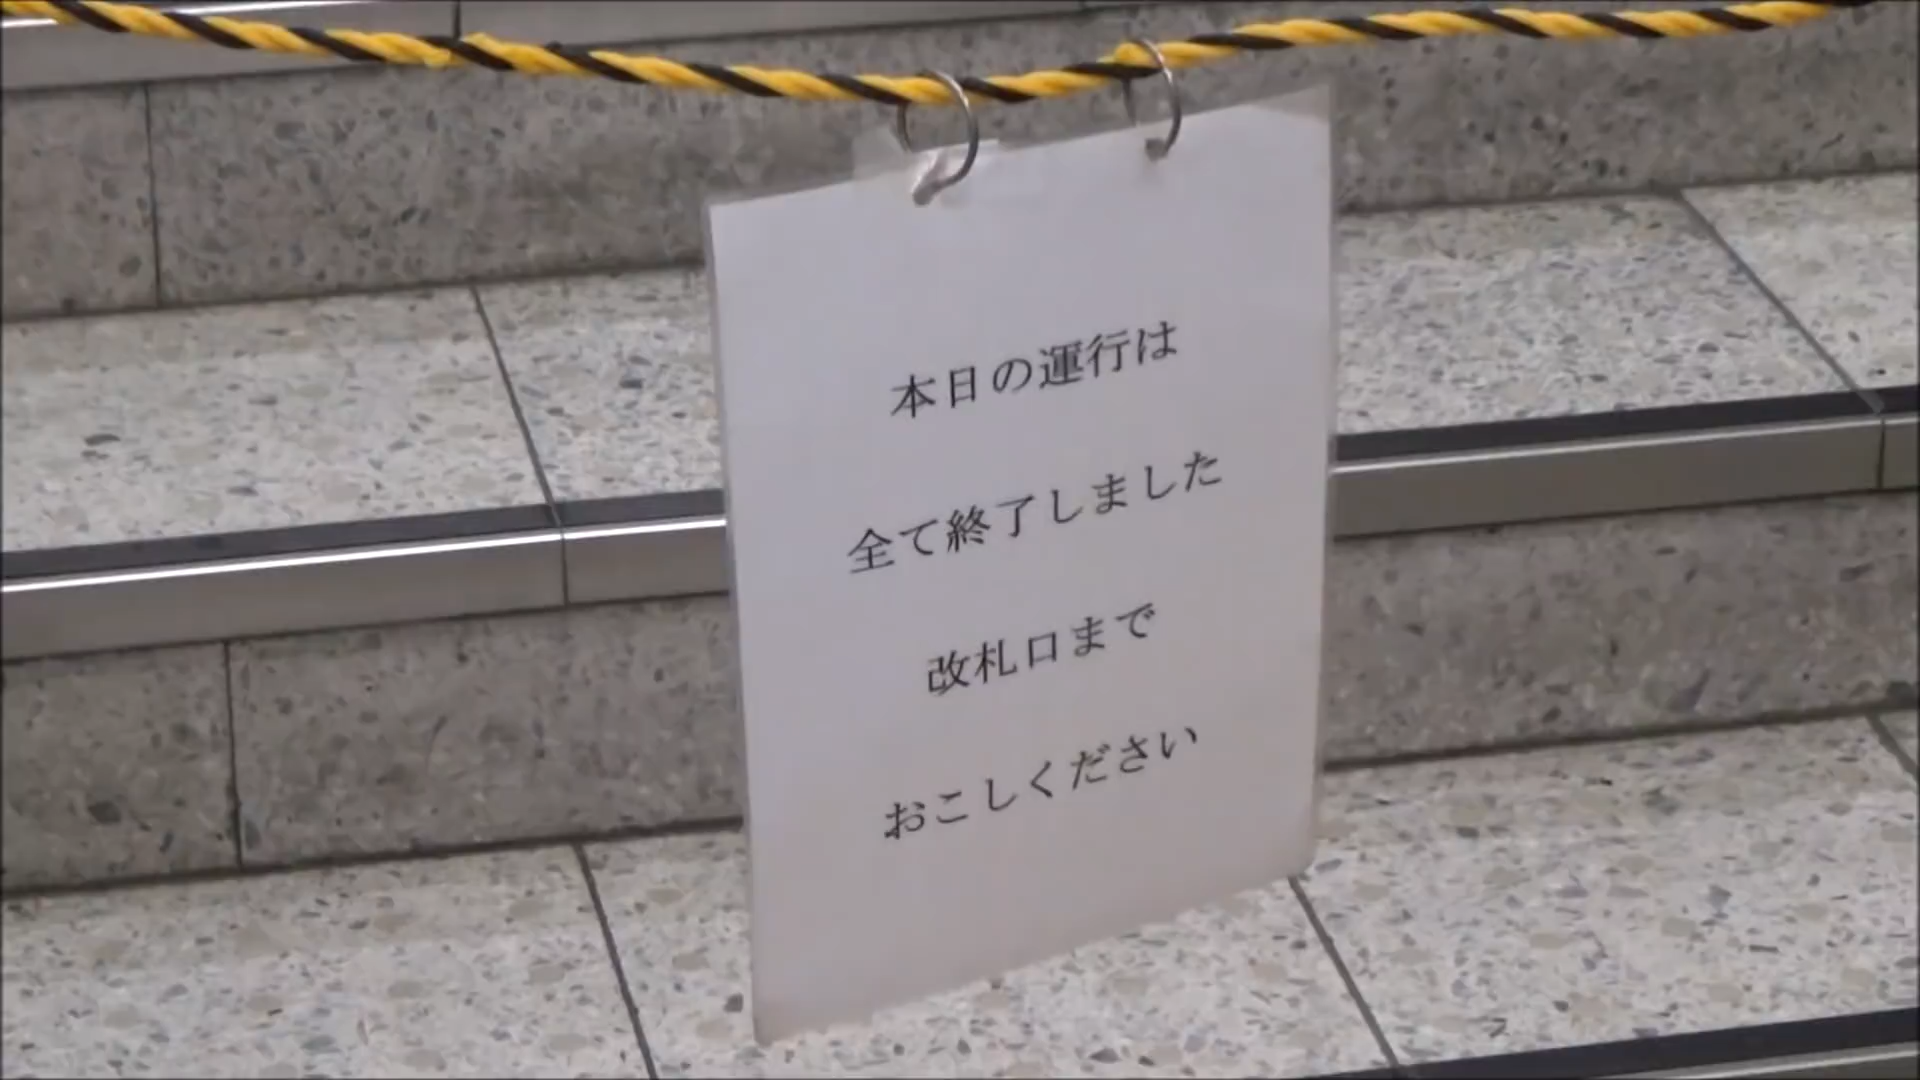 本日の運行は
全て終了しました
改札口まで
おこしください